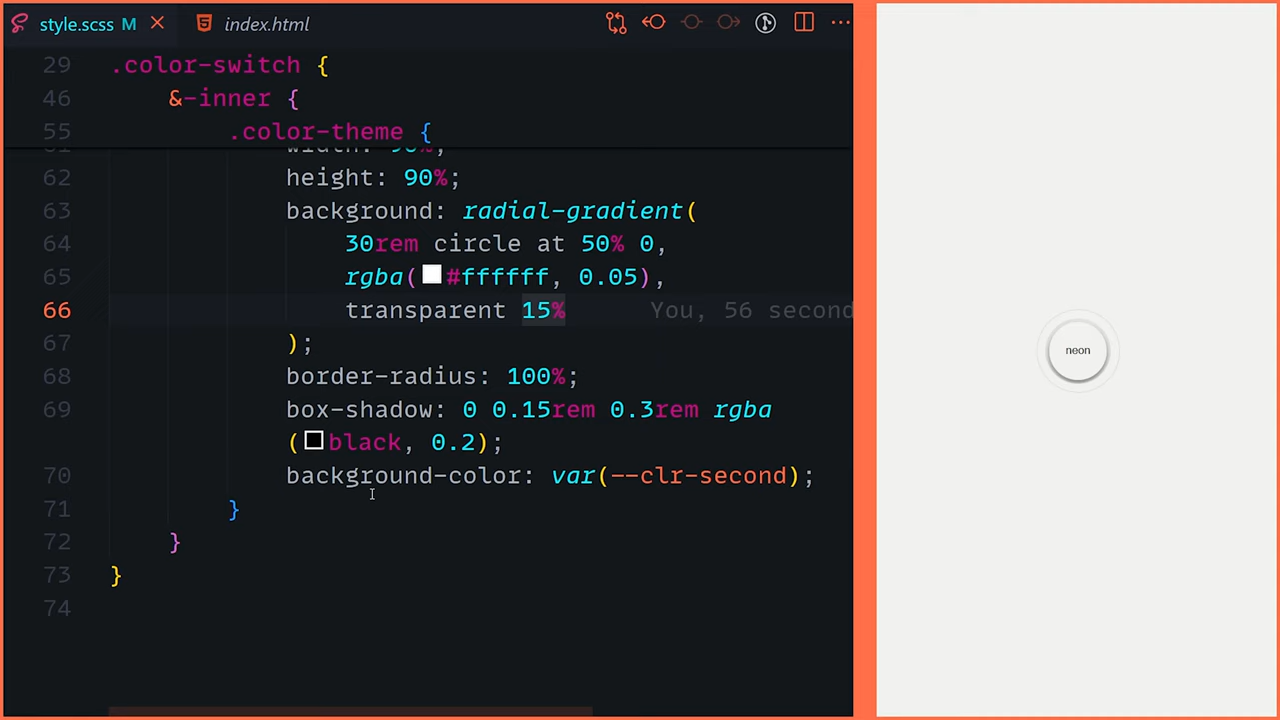 style.scss M
index.html
29 .color-switch {
46 &-inner {
55 .color-theme {
62 height: 90%;
63 background: radial-gradient(
64 30rem circle at 50% 0,
65 rgba(#ffffff, 0.05),
66 transparent 15% You, 56 second
67 );
68 border-radius: 100%;
69 box-shadow: 0 0.15rem 0.3rem rgba
(black, 0.2);
70 background-color: var(--clr-second);
71 }
72 }
73 }
74
neon